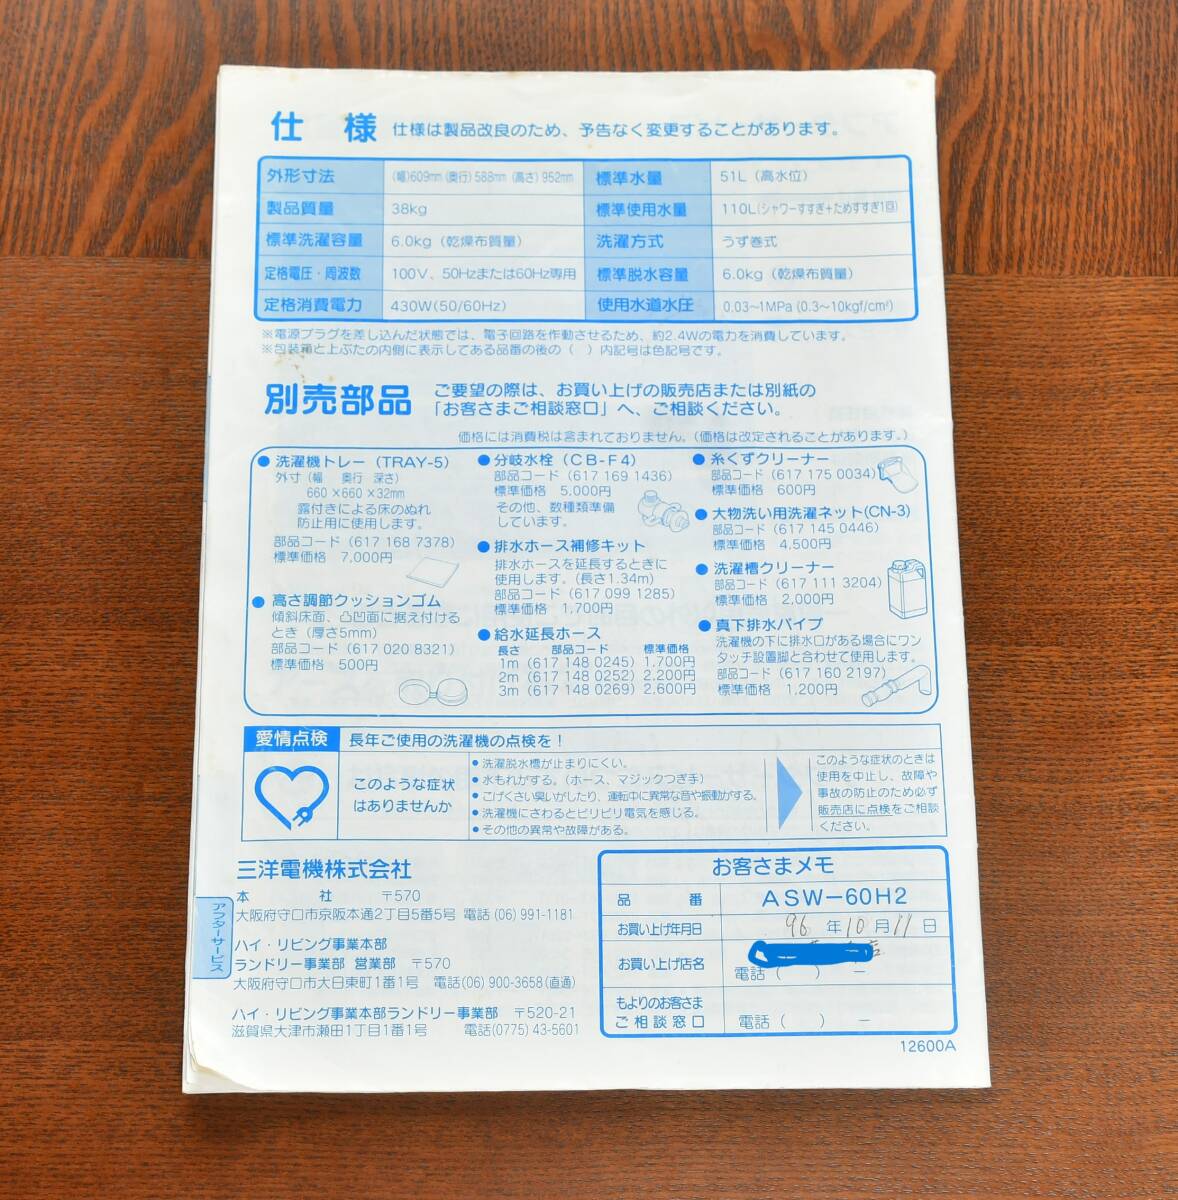 仕様 仕様は製品改良のため、予告なく変更することがあります。
外形寸法 (幅)609mm(奥行)588mm(高さ)952mm 標準水量 51L(高水位)
製品質量 38kg 標準使用水量 110L(シャワーすすぎ+ためすすぎ1回)
標準洗濯容量 6.0kg(乾燥布質量) 洗濯方式 うず巻式
定格電圧・周波数 100V、50Hzまたは60Hz専用 標準脱水容量 6.0kg(乾燥布質量)
定格消費電力 430W(50/60Hz) 使用水道水圧 0.03~1MPa(0.3~10kgf/cm²)
※電源プラグを差し込んだ状態では、電子回路を作動させるため、約2.4Wの電力を消費しています。
※包装箱と上ぶたの内側に表示してある品番の後の( )内記号は色記号です。
別売部品 ご要望の際は、お買い上げの販売店または別紙の
「お客さまご相談窓口」へ、ご相談ください。
価格には消費税は含まれておりません。(価格は改定されることがあります。)
●洗濯機トレー(TRAY-5)
外寸(幅 奥行 深さ)
660×660×32mm
露付きによる床のぬれ
防止用に使用します。
部品コード(617 168 7378)
標準価格 7,000円
●高さ調節クッションゴム
傾斜床面、凸凹面に据え付ける
とき(厚さ5mm)
部品コード(617 020 8321)
標準価格 500円
●分岐水栓(CB-F4)
部品コード(617 169 1436)
標準価格 5,000円
その他、数種類準備
しています。
●排水ホース補修キット
排水ホースを延長するときに
使用します。(長さ1.34m)
部品コード(617 099 1285)
標準価格 1,700円
●給水延長ホース
長さ 部品コード 標準価格
1m(617 148 0245)1,700円
2m(617 148 0252)2,200円
3m(617 148 0269)2,600円
●糸くずクリーナー
部品コード(617 175 0034)
標準価格 600円
●大物洗い用洗濯ネット(CN-3)
部品コード(617 145 0446)
標準価格 4,500円
●洗濯槽クリーナー
部品コード(617 111 3204)
標準価格 2,000円
●真下排水パイプ
洗濯機の下に排水口がある場合にワン
タッチ設置脚と合わせて使用します。
部品コード(617 160 2197)
標準価格 1,200円
愛情点検 長年ご使用の洗濯機の点検を!
このような症状
はありませんか
●洗濯脱水槽が止まりにくい。
●水もれがする。(ホース、マジックつぎ手)
●こげくさい臭いがしたり、運転中に異常な音や振動がする。
●洗濯機にさわるとビリビリ電気を感じる。
●その他の異常や故障がある。
このような症状のときは
使用を中止し、故障や
事故の防止のため必ず
販売店に点検をご相談
ください。
三洋電機株式会社
本社 〒570
大阪府守口市京阪本通2丁目5番5号 電話(06)991-1181
ハイ・リビング事業本部
ランドリー事業部 営業部 〒570
大阪府守口市大日東町1番1号 電話(06)900-3658(直通)
ハイ・リビング事業本部ランドリー事業部 〒520-21
滋賀県大津市瀬田1丁目1番1号 電話(0775)43-5601
アフターサービス
お客さまメモ
品番 ASW-60H2
お買い上げ年月日 96年10月11日
お買い上げ店名
電話( ) ー
もよりのお客さま
ご相談窓口 電話( ) ー
12600A